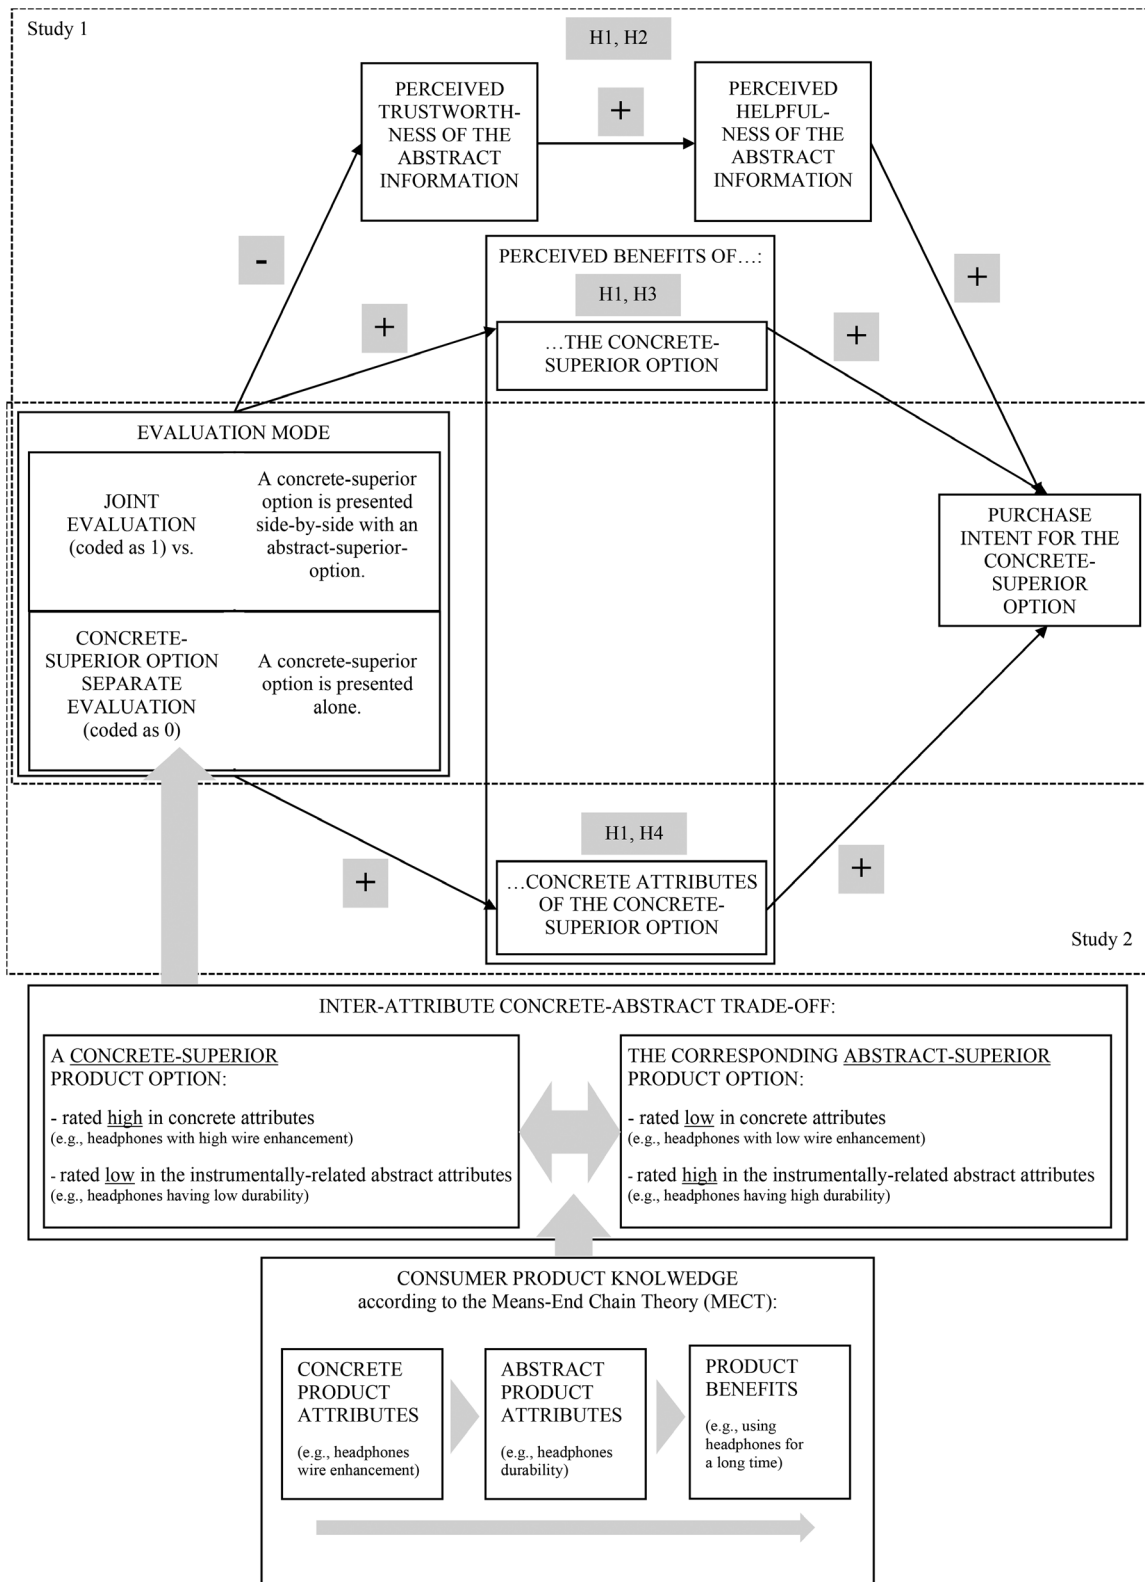 Study 1
H1, H2
PERCEIVED
TRUSTWORTH-
NESS OF THE
ABSTRACT
INFORMATION
+
PERCEIVED
HELPFUL-
NESS OF THE
ABSTRACT
INFORMATION
-
+
PERCEIVED BENEFITS OF…:
H1, H3
…THE CONCRETE-
SUPERIOR OPTION
+
+
EVALUATION MODE
JOINT
EVALUATION
(coded as 1) vs.
A concrete-superior
option is presented
side-by-side with an
abstract-superior-
option.
CONCRETE-
SUPERIOR OPTION
SEPARATE
EVALUATION
(coded as 0)
A concrete-superior
option is presented
alone.
PURCHASE
INTENT FOR THE
CONCRETE-
SUPERIOR
OPTION
+
H1, H4
…CONCRETE ATTRIBUTES
OF THE CONCRETE-
SUPERIOR OPTION
+
Study 2
INTER-ATTRIBUTE CONCRETE-ABSTRACT TRADE-OFF:
A CONCRETE-SUPERIOR
PRODUCT OPTION:
- rated high in concrete attributes
(e.g., headphones with high wire enhancement)
- rated low in the instrumentally-related abstract attributes
(e.g., headphones having low durability)
THE CORRESPONDING ABSTRACT-SUPERIOR
PRODUCT OPTION:
- rated low in concrete attributes
(e.g., headphones with low wire enhancement)
- rated high in the instrumentally-related abstract attributes
(e.g., headphones having high durability)
CONSUMER PRODUCT KNOLWEDGE
according to the Means-End Chain Theory (MECT):
CONCRETE
PRODUCT
ATTRIBUTES
(e.g., headphones
wire enhancement)
ABSTRACT
PRODUCT
ATTRIBUTES
(e.g., headphones
durability)
PRODUCT
BENEFITS
(e.g., using
headphones for
a long time)